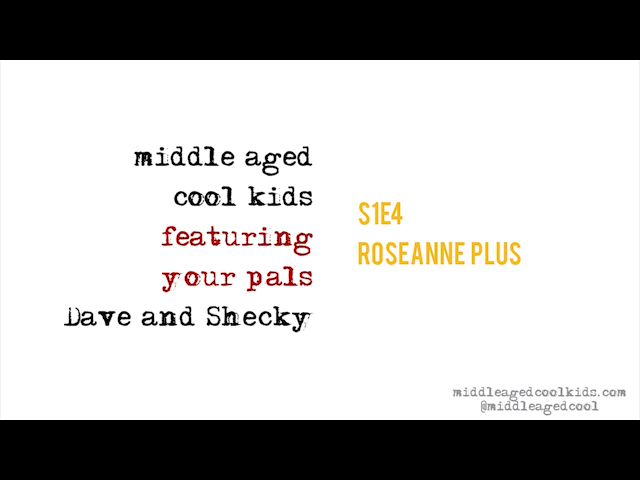 middle aged
cool kids
featuring
your pals
Dave and Shecky
S1E4
ROSEANNE PLUS
middleagedcoolkids.com
@middleagedcool